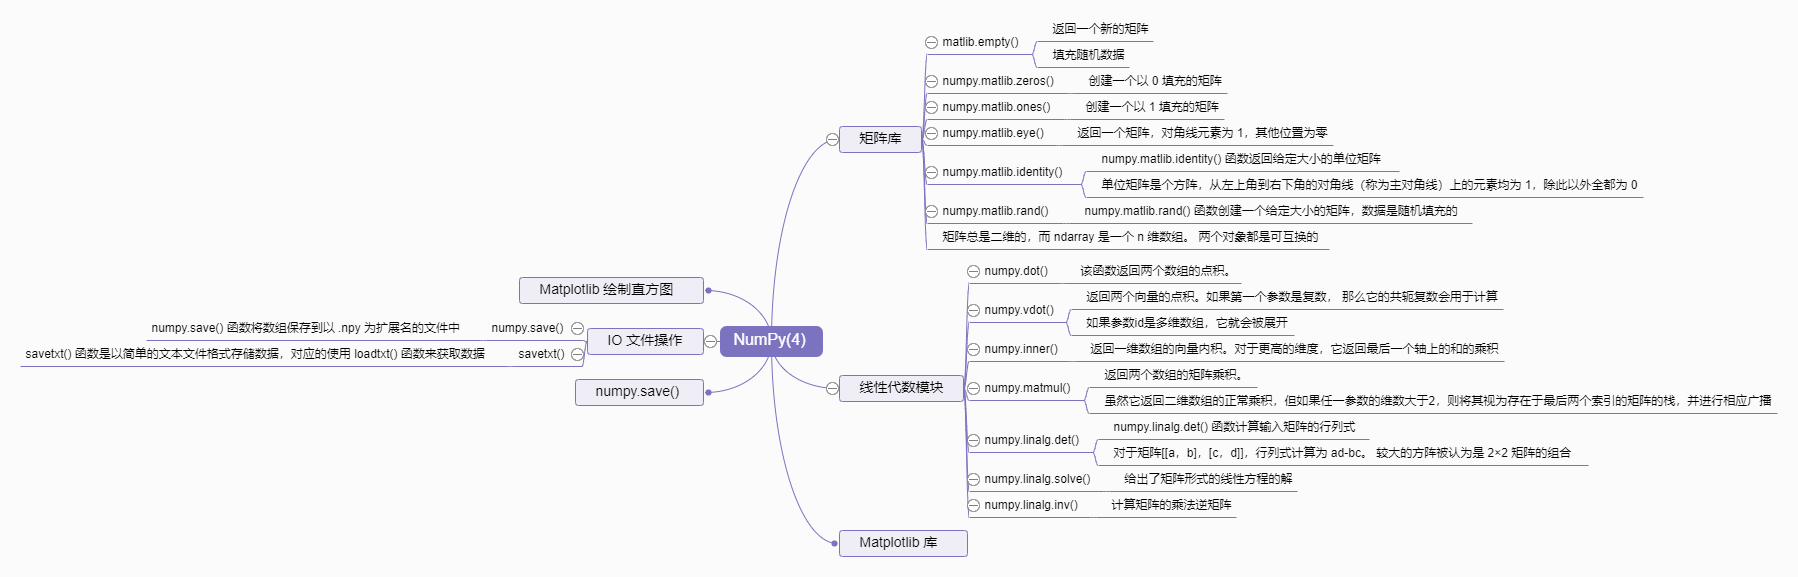 NumPy(4)
矩阵库
matlib.empty()
返回一个新的矩阵
填充随机数据
numpy.matlib.zeros()
创建一个以 0 填充的矩阵
numpy.matlib.ones()
创建一个以 1 填充的矩阵
numpy.matlib.eye()
返回一个矩阵，对角线元素为 1，其他位置为零
numpy.matlib.identity()
numpy.matlib.identity() 函数返回给定大小的单位矩阵
单位矩阵是个方阵，从左上角到右下角的对角线（称为主对角线）上的元素均为 1，除此以外全都为 0
numpy.matlib.rand()
numpy.matlib.rand() 函数创建一个给定大小的矩阵，数据是随机填充的
矩阵总是二维的，而 ndarray 是一个 n 维数组。 两个对象都是可互换的
线性代数模块
numpy.dot()
该函数返回两个数组的点积。
numpy.vdot()
返回两个向量的点积。如果第一个参数是复数， 那么它的共轭复数会用于计算
如果参数id是多维数组，它就会被展开
numpy.inner()
返回一维数组的向量内积。对于更高的维度，它返回最后一个轴上的和的乘积
numpy.matmul()
返回两个数组的矩阵乘积。
虽然它返回二维数组的正常乘积，但如果任一参数的维数大于2，则将其视为存在于最后两个索引的矩阵的栈，并进行相应广播
numpy.linalg.det()
numpy.linalg.det() 函数计算输入矩阵的行列式
对于矩阵[[a，b]，[c，d]]，行列式计算为 ad-bc。 较大的方阵被认为是 2×2 矩阵的组合
numpy.linalg.solve()
给出了矩阵形式的线性方程的解
numpy.linalg.inv()
计算矩阵的乘法逆矩阵
Matplotlib 库
Matplotlib 绘制直方图
IO 文件操作
numpy.save()
numpy.save() 函数将数组保存到以 .npy 为扩展名的文件中
savetxt()
savetxt() 函数是以简单的文本文件格式存储数据，对应的使用 loadtxt() 函数来获取数据
numpy.save()